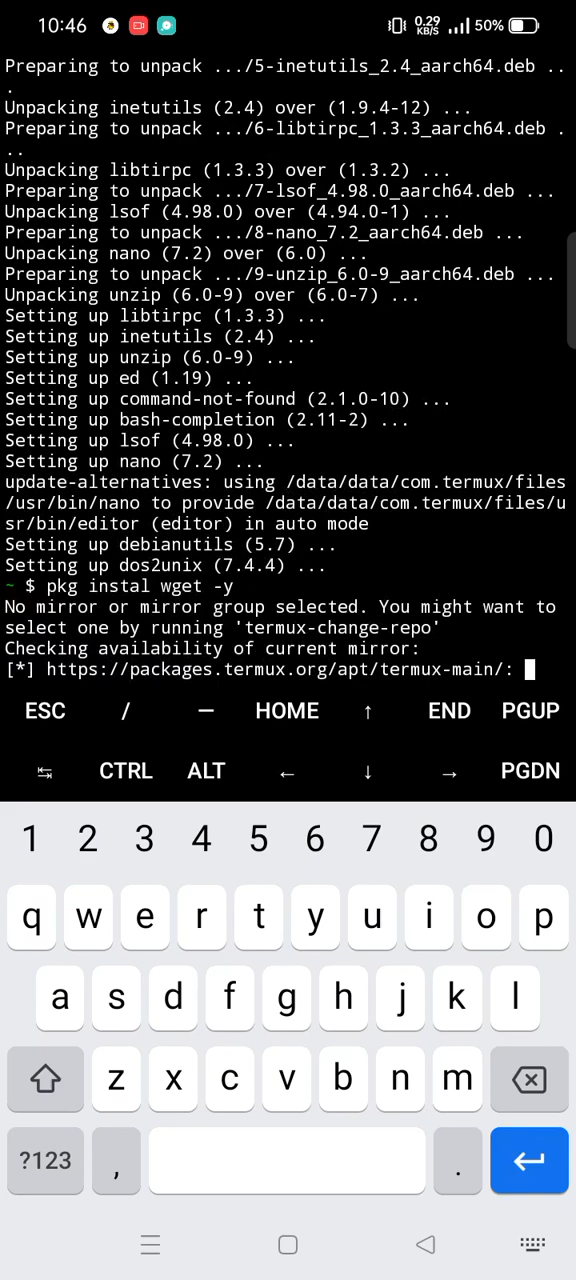 10:46 0.29 KB/S 50%
Preparing to unpack .../5-inetutils_2.4_aarch64.deb ..
.
Unpacking inetutils (2.4) over (1.9.4-12) ...
Preparing to unpack .../6-libtirpc_1.3.3_aarch64.deb .
..
Unpacking libtirpc (1.3.3) over (1.3.2) ...
Preparing to unpack .../7-lsof_4.98.0_aarch64.deb ...
Unpacking lsof (4.98.0) over (4.94.0-1) ...
Preparing to unpack .../8-nano_7.2_aarch64.deb ...
Unpacking nano (7.2) over (6.0) ...
Preparing to unpack .../9-unzip_6.0-9_aarch64.deb ...
Unpacking unzip (6.0-9) over (6.0-7) ...
Setting up libtirpc (1.3.3) ...
Setting up inetutils (2.4) ...
Setting up unzip (6.0-9) ...
Setting up ed (1.19) ...
Setting up command-not-found (2.1.0-10) ...
Setting up bash-completion (2.11-2) ...
Setting up lsof (4.98.0) ...
Setting up nano (7.2) ...
update-alternatives: using /data/data/com.termux/files
/usr/bin/nano to provide /data/data/com.termux/files/u
sr/bin/editor (editor) in auto mode
Setting up debianutils (5.7) ...
Setting up dos2unix (7.4.4) ...
~ $ pkg instal wget -y
No mirror or mirror group selected. You might want to
select one by running 'termux-change-repo'
Checking availability of current mirror:
[*] https://packages.termux.org/apt/termux-main/:
ESC / — HOME ↑ END PGUP
↹ CTRL ALT ← ↓ → PGDN
1 2 3 4 5 6 7 8 9 0
q w e r t y u i o p
a s d f g h j k l
z x c v b n m
?123 , .